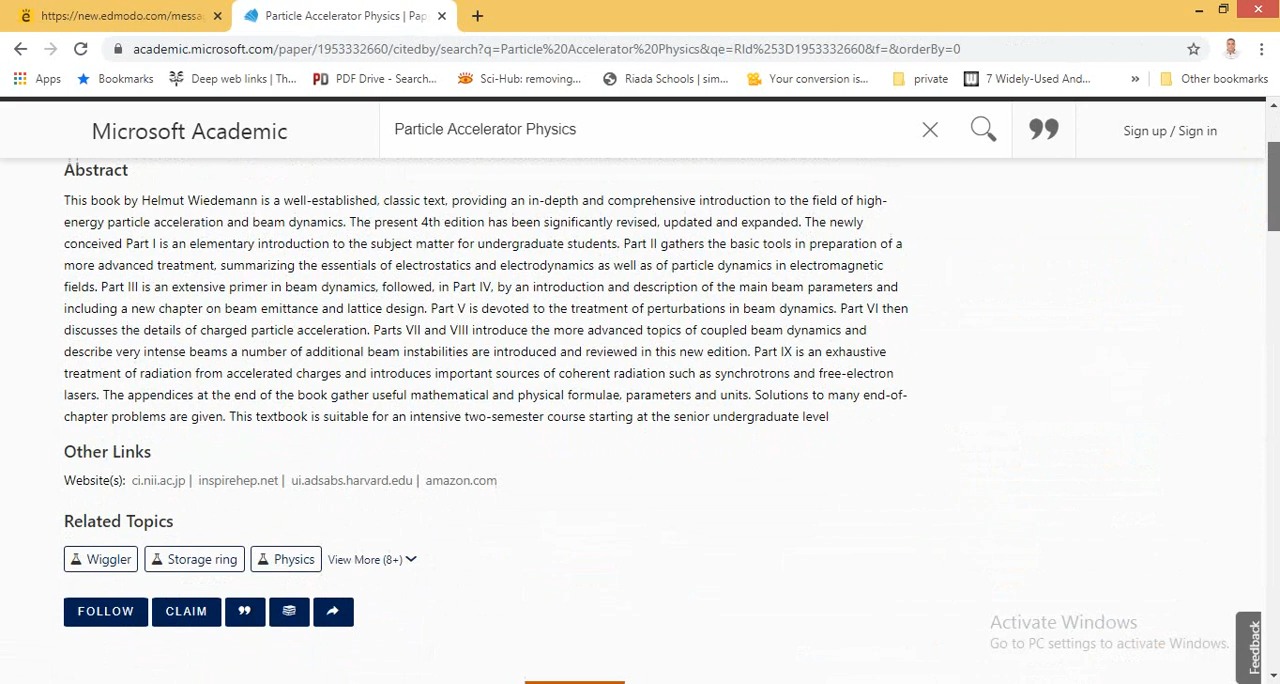 https://new.edmodo.com/messa
Particle Accelerator Physics | Pap
academic.microsoft.com/paper/1953332660/citedby/search?q=Particle%20Accelerator%20Physics&qe=RId%253D1953332660&f=&orderBy=0
Apps
Bookmarks
Deep web links | Th...
PDF Drive - Search...
Sci-Hub: removing...
Riada Schools | sim...
Your conversion is...
private
7 Widely-Used And...
»
Other bookmarks
Microsoft Academic
Particle Accelerator Physics
Sign up / Sign in
Abstract
This book by Helmut Wiedemann is a well-established, classic text, providing an in-depth and comprehensive introduction to the field of high-
energy particle acceleration and beam dynamics. The present 4th edition has been significantly revised, updated and expanded. The newly
conceived Part I is an elementary introduction to the subject matter for undergraduate students. Part II gathers the basic tools in preparation of a
more advanced treatment, summarizing the essentials of electrostatics and electrodynamics as well as of particle dynamics in electromagnetic
fields. Part III is an extensive primer in beam dynamics, followed, in Part IV, by an introduction and description of the main beam parameters and
including a new chapter on beam emittance and lattice design. Part V is devoted to the treatment of perturbations in beam dynamics. Part VI then
discusses the details of charged particle acceleration. Parts VII and VIII introduce the more advanced topics of coupled beam dynamics and
describe very intense beams a number of additional beam instabilities are introduced and reviewed in this new edition. Part IX is an exhaustive
treatment of radiation from accelerated charges and introduces important sources of coherent radiation such as synchrotrons and free-electron
lasers. The appendices at the end of the book gather useful mathematical and physical formulae, parameters and units. Solutions to many end-of-
chapter problems are given. This textbook is suitable for an intensive two-semester course starting at the senior undergraduate level
Other Links
Website(s): ci.nii.ac.jp | inspirehep.net | ui.adsabs.harvard.edu | amazon.com
Related Topics
Wiggler
Storage ring
Physics
View More (8+)
FOLLOW
CLAIM
Activate Windows
Go to PC settings to activate Windows.
Feedback